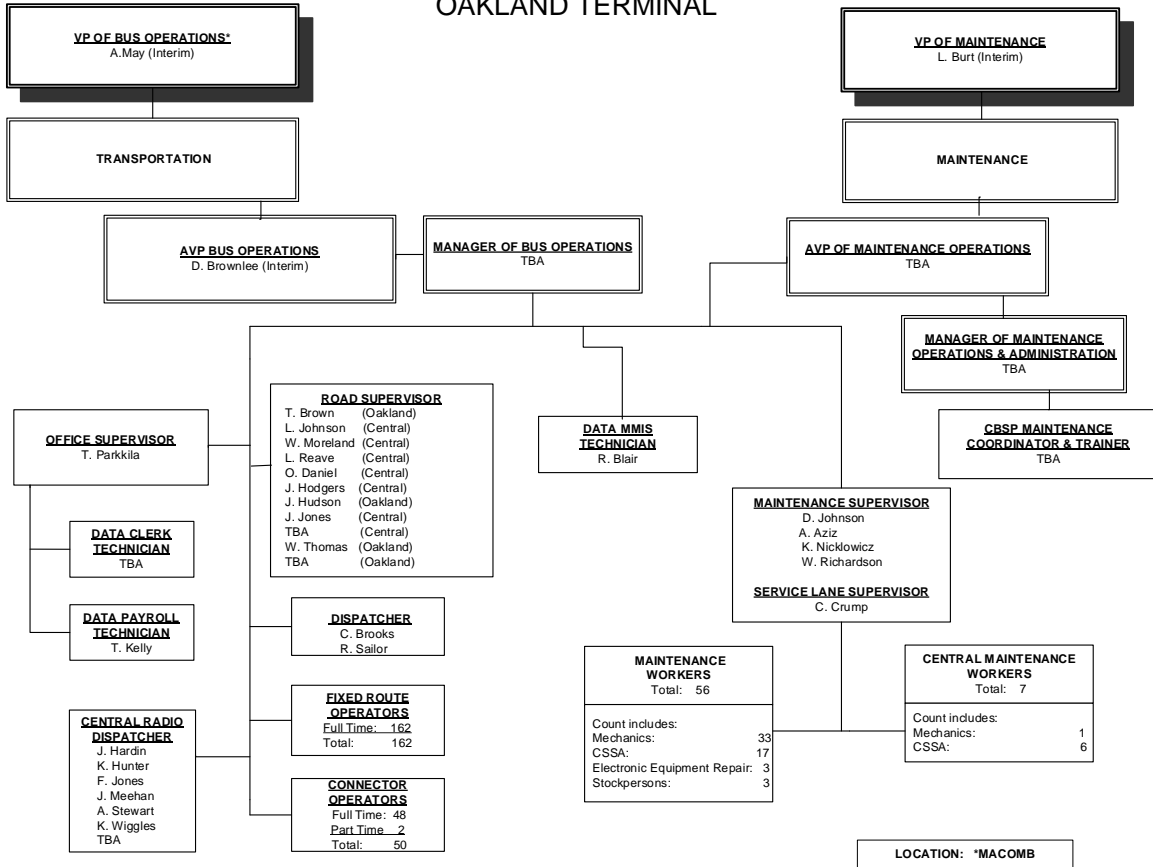 OAKLAND TERMINAL
VP OF BUS OPERATIONS*
A.May (Interim)
VP OF MAINTENANCE
L. Burt (Interim)
TRANSPORTATION
MAINTENANCE
AVP BUS OPERATIONS
D. Brownlee (Interim)
MANAGER OF BUS OPERATIONS
TBA
AVP OF MAINTENANCE OPERATIONS
TBA
MANAGER OF MAINTENANCE
OPERATIONS & ADMINISTRATION
TBA
CBSP MAINTENANCE
COORDINATOR & TRAINER
TBA
OFFICE SUPERVISOR
T. Parkkila
ROAD SUPERVISOR
T. Brown (Oakland)
L. Johnson (Central)
W. Moreland (Central)
L. Reave (Central)
O. Daniel (Central)
J. Hodgers (Central)
J. Hudson (Oakland)
J. Jones (Central)
TBA (Central)
W. Thomas (Oakland)
TBA (Oakland)
DATA MMIS
TECHNICIAN
R. Blair
MAINTENANCE SUPERVISOR
D. Johnson
A. Aziz
K. Nicklowicz
W. Richardson
SERVICE LANE SUPERVISOR
C. Crump
DATA CLERK
TECHNICIAN
TBA
DATA PAYROLL
TECHNICIAN
T. Kelly
DISPATCHER
C. Brooks
R. Sailor
MAINTENANCE
WORKERS
Total: 56
Count includes:
Mechanics: 33
CSSA: 17
Electronic Equipment Repair: 3
Stockpersons: 3
CENTRAL MAINTENANCE
WORKERS
Total: 7
Count includes:
Mechanics: 1
CSSA: 6
FIXED ROUTE
OPERATORS
Full Time: 162
Total: 162
CENTRAL RADIO
DISPATCHER
J. Hardin
K. Hunter
F. Jones
J. Meehan
A. Stewart
K. Wiggles
TBA
CONNECTOR
OPERATORS
Full Time: 48
Part Time 2
Total: 50
LOCATION: *MACOMB